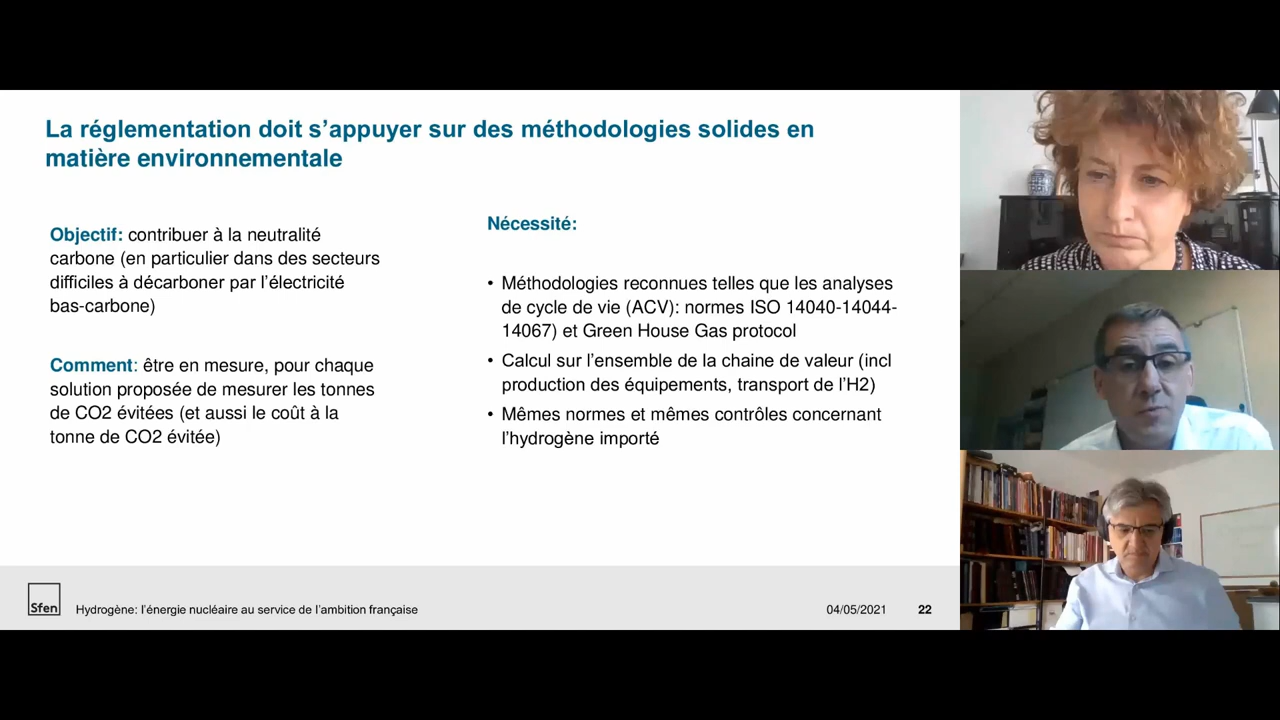 La réglementation doit s'appuyer sur des méthodologies solides en
matière environnementale
Objectif: contribuer à la neutralité
carbone (en particulier dans des secteurs
difficiles à décarboner par l'électricité
bas-carbone)
Comment: être en mesure, pour chaque
solution proposée de mesurer les tonnes
de CO2 évitées (et aussi le coût à la
tonne de CO2 évitée)
Nécessité:
• Méthodologies reconnues telles que les analyses
de cycle de vie (ACV): normes ISO 14040-14044-
14067) et Green House Gas protocol
• Calcul sur l'ensemble de la chaine de valeur (incl
production des équipements, transport de l'H2)
• Mêmes normes et mêmes contrôles concernant
l'hydrogène importé
Sfen
Hydrogène: l'énergie nucléaire au service de l'ambition française
04/05/2021 22